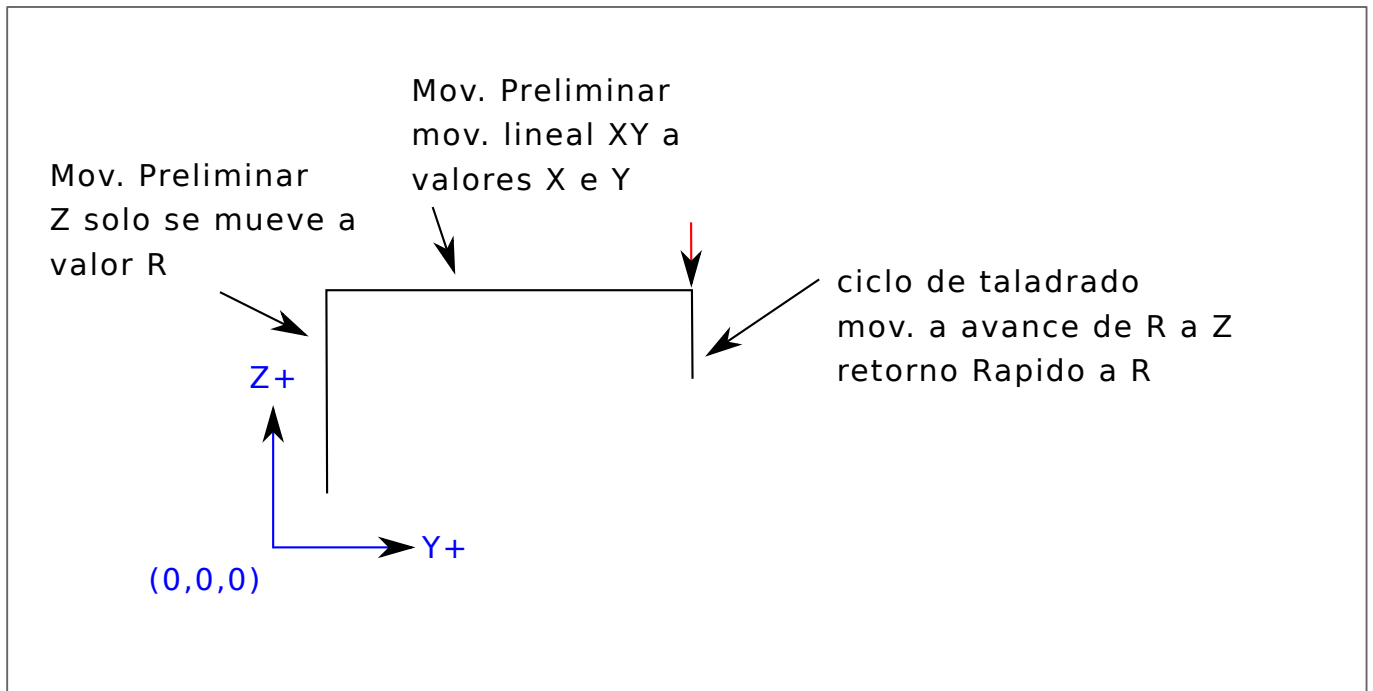 Mov. Preliminar
mov. lineal XY a
valores X e Y
Mov. Preliminar
Z solo se mueve a
valor R
ciclo de taladrado
mov. a avance de R a Z
retorno Rapido a R
Z+
Y+
(0,0,0)